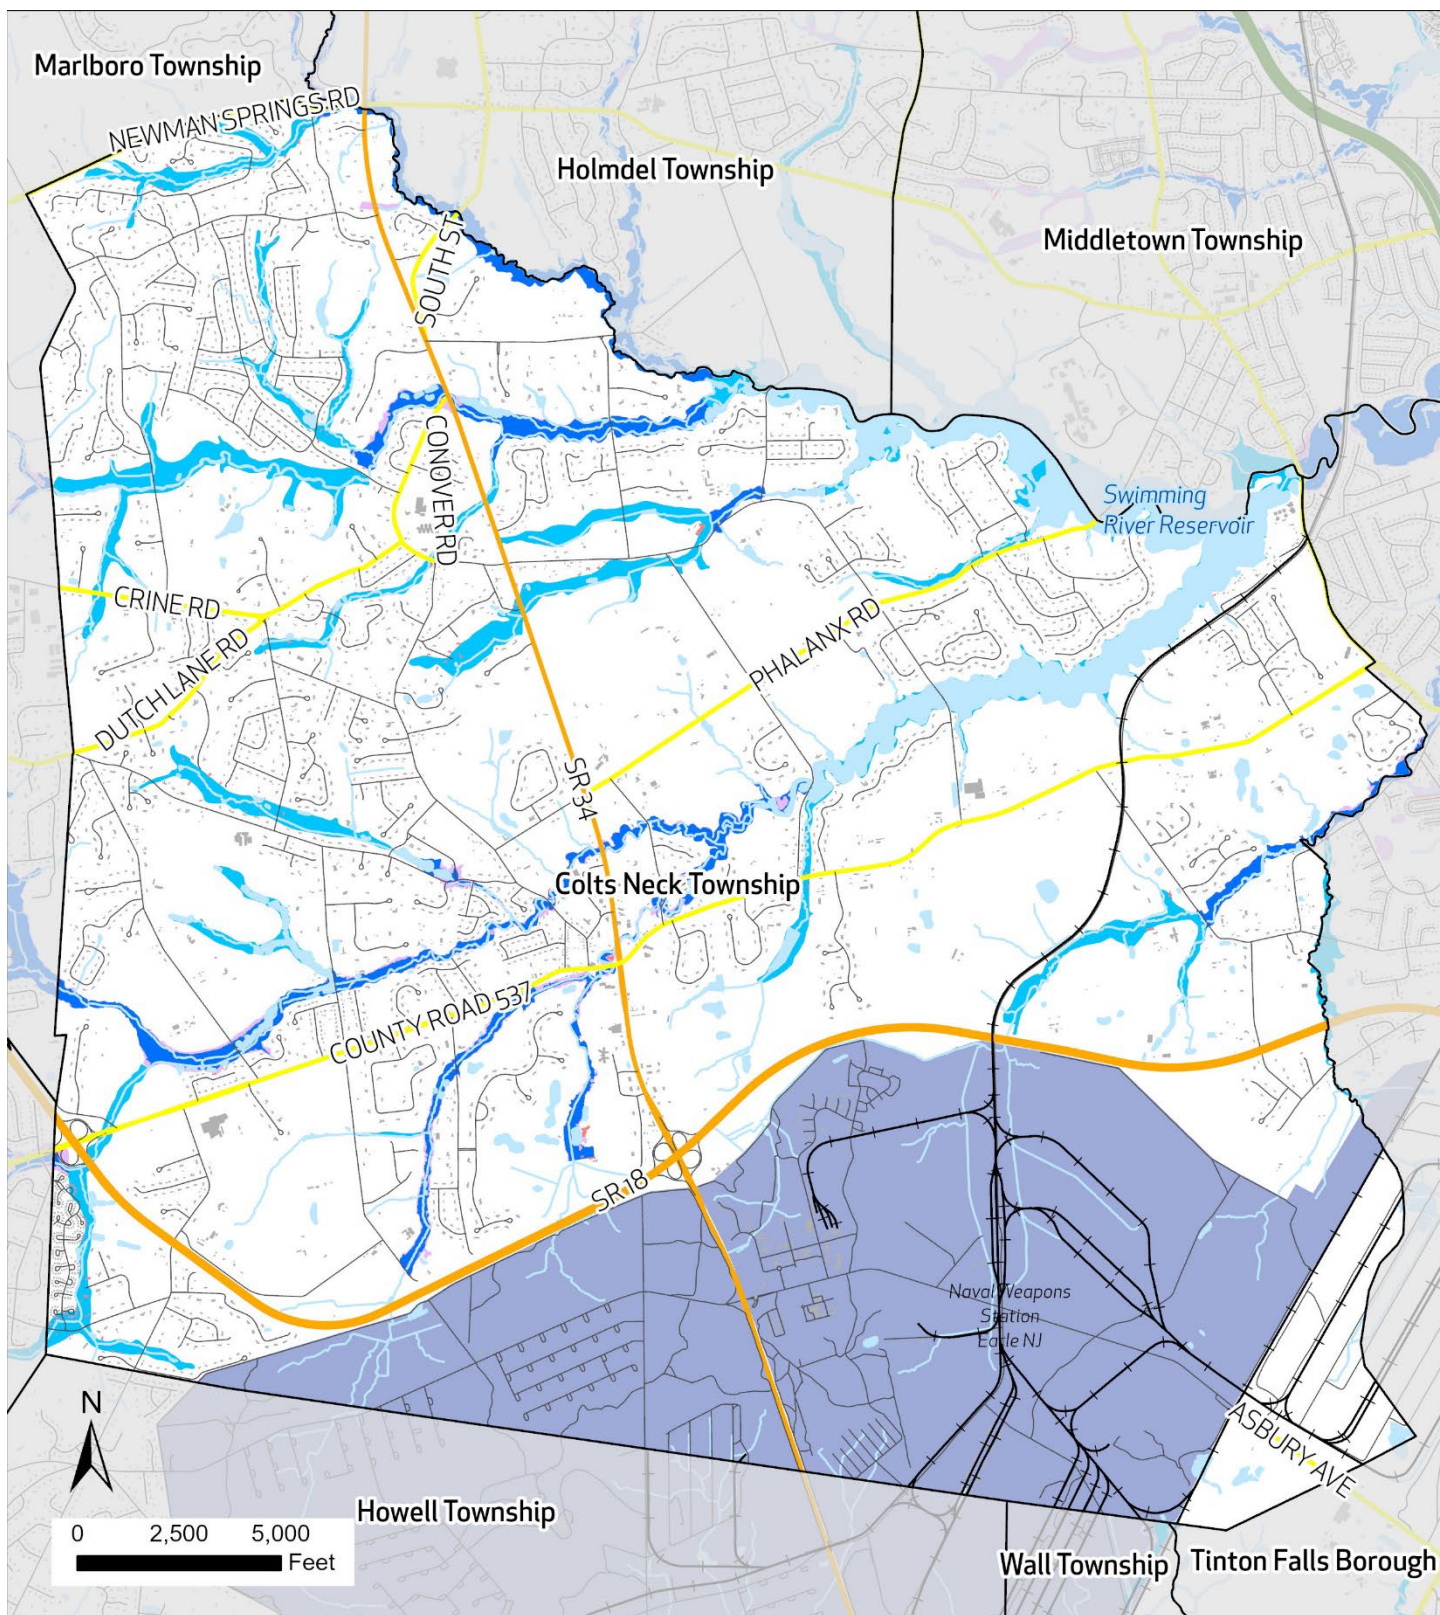 Marlboro Township
NEWMAN SPRINGS RD
Holmdel Township
Middletown Township
SOUTH ST
CONOVER RD
Swimming
River Reservoir
CRINE RD
DUTCH LANE RD
PHALANX RD
SR 34
Colts Neck Township
COUNTY ROAD 537
SR 18
Naval Weapons
Station
Earle NJ
ASBURY AVE
N
0 2,500 5,000
Feet
Howell Township
Wall Township
Tinton Falls Borough